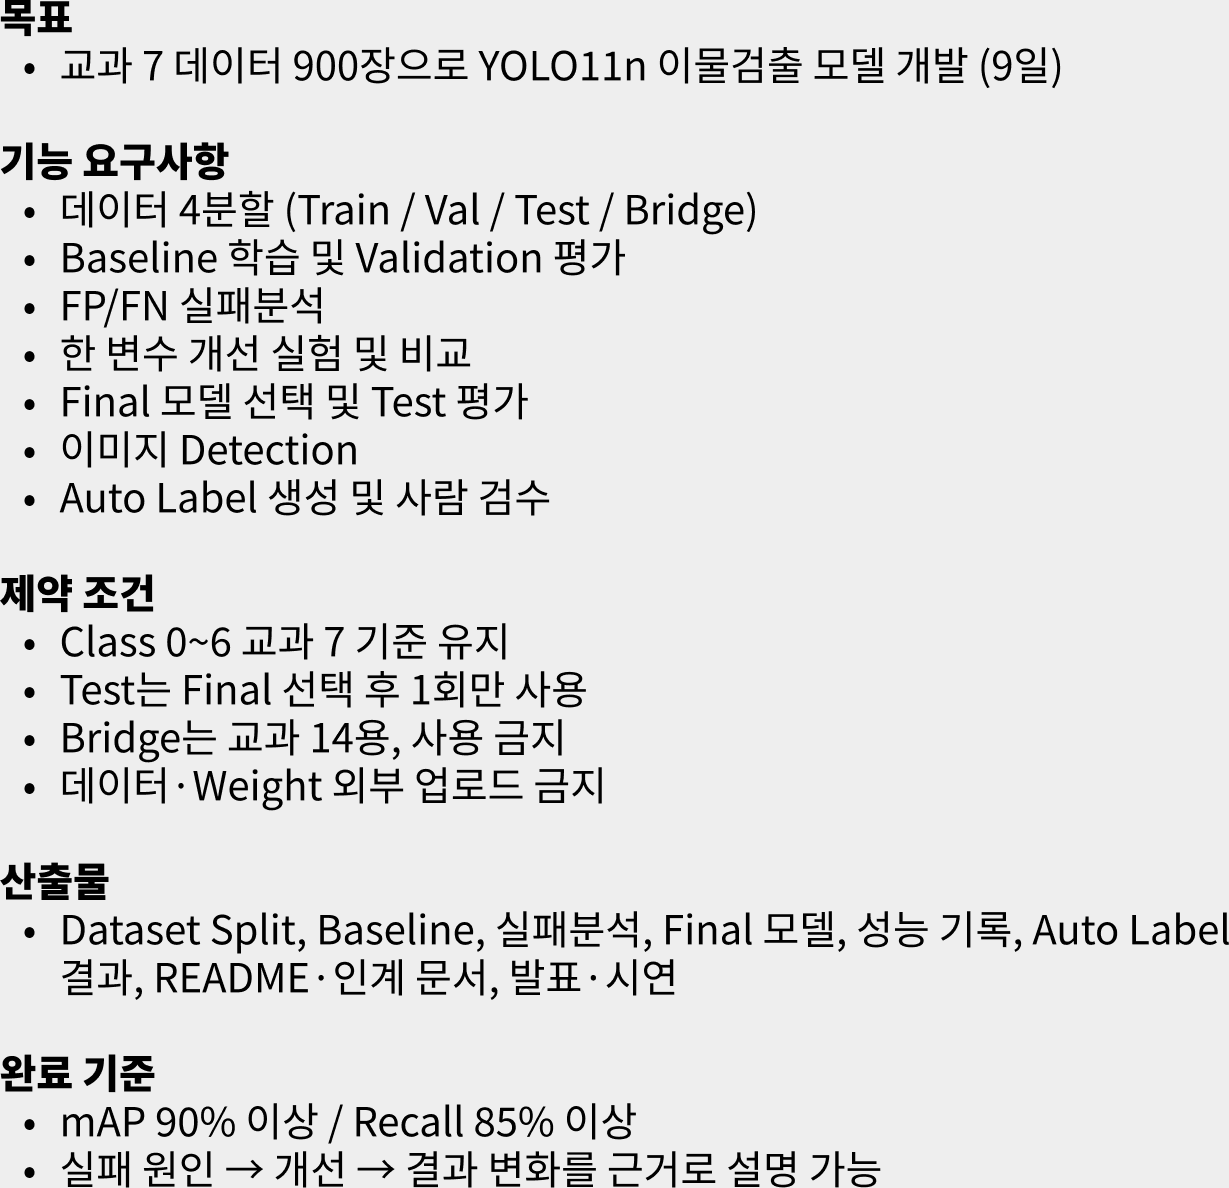 목표
• 교과 7 데이터 900장으로 YOLO11n 이물검출 모델 개발 (9일)
기능 요구사항
• 데이터 4분할 (Train / Val / Test / Bridge)
• Baseline 학습 및 Validation 평가
• FP/FN 실패분석
• 한 변수 개선 실험 및 비교
• Final 모델 선택 및 Test 평가
• 이미지 Detection
• Auto Label 생성 및 사람 검수
제약 조건
• Class 0~6 교과 7 기준 유지
• Test는 Final 선택 후 1회만 사용
• Bridge는 교과 14용, 사용 금지
• 데이터·Weight 외부 업로드 금지
산출물
• Dataset Split, Baseline, 실패분석, Final 모델, 성능 기록, Auto Label
결과, README·인계 문서, 발표·시연
완료 기준
• mAP 90% 이상 / Recall 85% 이상
• 실패 원인 → 개선 → 결과 변화를 근거로 설명 가능